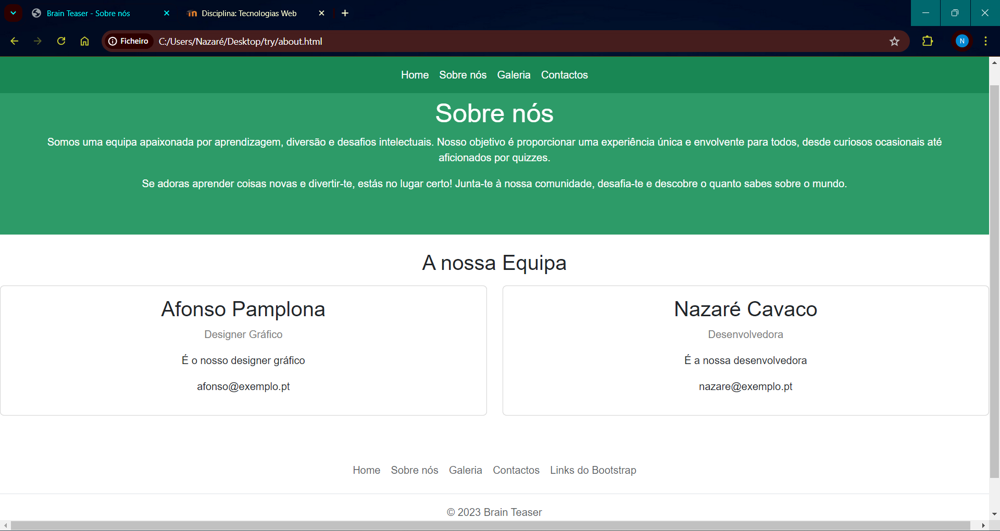 Brain Teaser - Sobre nós
Disciplina: Tecnologias Web
Ficheiro C:/Users/Nazaré/Desktop/try/about.html
N
Home Sobre nós Galeria Contactos
Sobre nós
Somos uma equipa apaixonada por aprendizagem, diversão e desafios intelectuais. Nosso objetivo é proporcionar uma experiência única e envolvente para todos, desde curiosos ocasionais até
aficionados por quizzes.
Se adoras aprender coisas novas e divertir-te, estás no lugar certo! Junta-te à nossa comunidade, desafia-te e descobre o quanto sabes sobre o mundo.
A nossa Equipa
Afonso Pamplona
Designer Gráfico
É o nosso designer gráfico
afonso@exemplo.pt
Nazaré Cavaco
Desenvolvedora
É a nossa desenvolvedora
nazare@exemplo.pt
Home Sobre nós Galeria Contactos Links do Bootstrap
© 2023 Brain Teaser